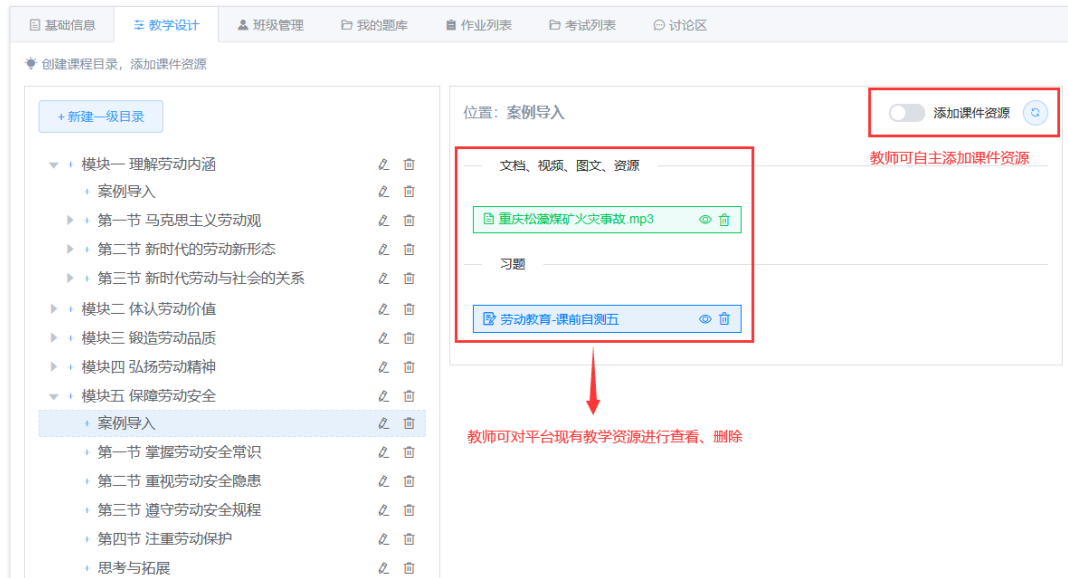 基础信息 教学设计 班级管理 我的题库 作业列表 考试列表 讨论区
创建课程目录，添加课件资源
+ 新建一级目录
模块一 理解劳动内涵
案例导入
第一节 马克思主义劳动观
第二节 新时代的劳动新形态
第三节 新时代劳动与社会的关系
模块二 体认劳动价值
模块三 锻造劳动品质
模块四 弘扬劳动精神
模块五 保障劳动安全
案例导入
第一节 掌握劳动安全常识
第二节 重视劳动安全隐患
第三节 遵守劳动安全规程
第四节 注重劳动保护
思考与拓展
位置：案例导入
添加课件资源
教师可自主添加课件资源
文档、视频、图文、资源
重庆松藻煤矿火灾事故.mp3
习题
劳动教育-课前自测五
教师可对平台现有教学资源进行查看、删除